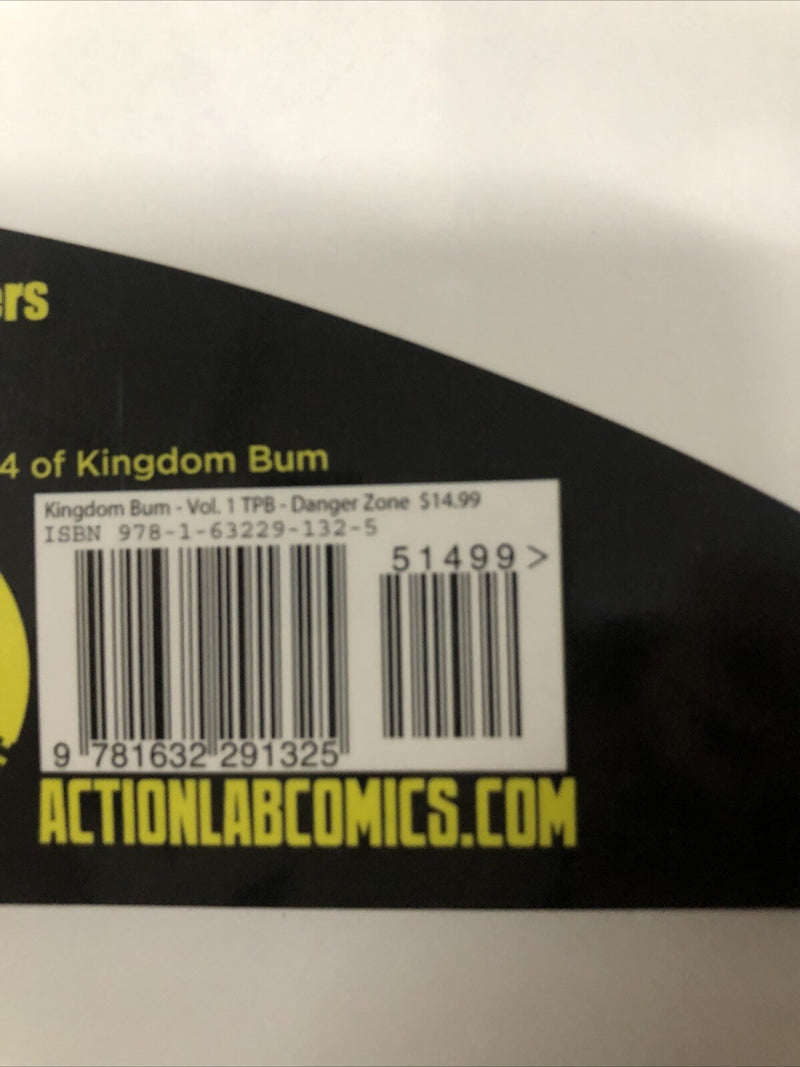 ers
4 of Kingdom Bum
Kingdom Bum - Vol. 1 TPB - Danger Zone $14.99
ISBN 978-1-63229-132-5
51499>
9 781632 291325
ACTIONLABCOMICS.COM